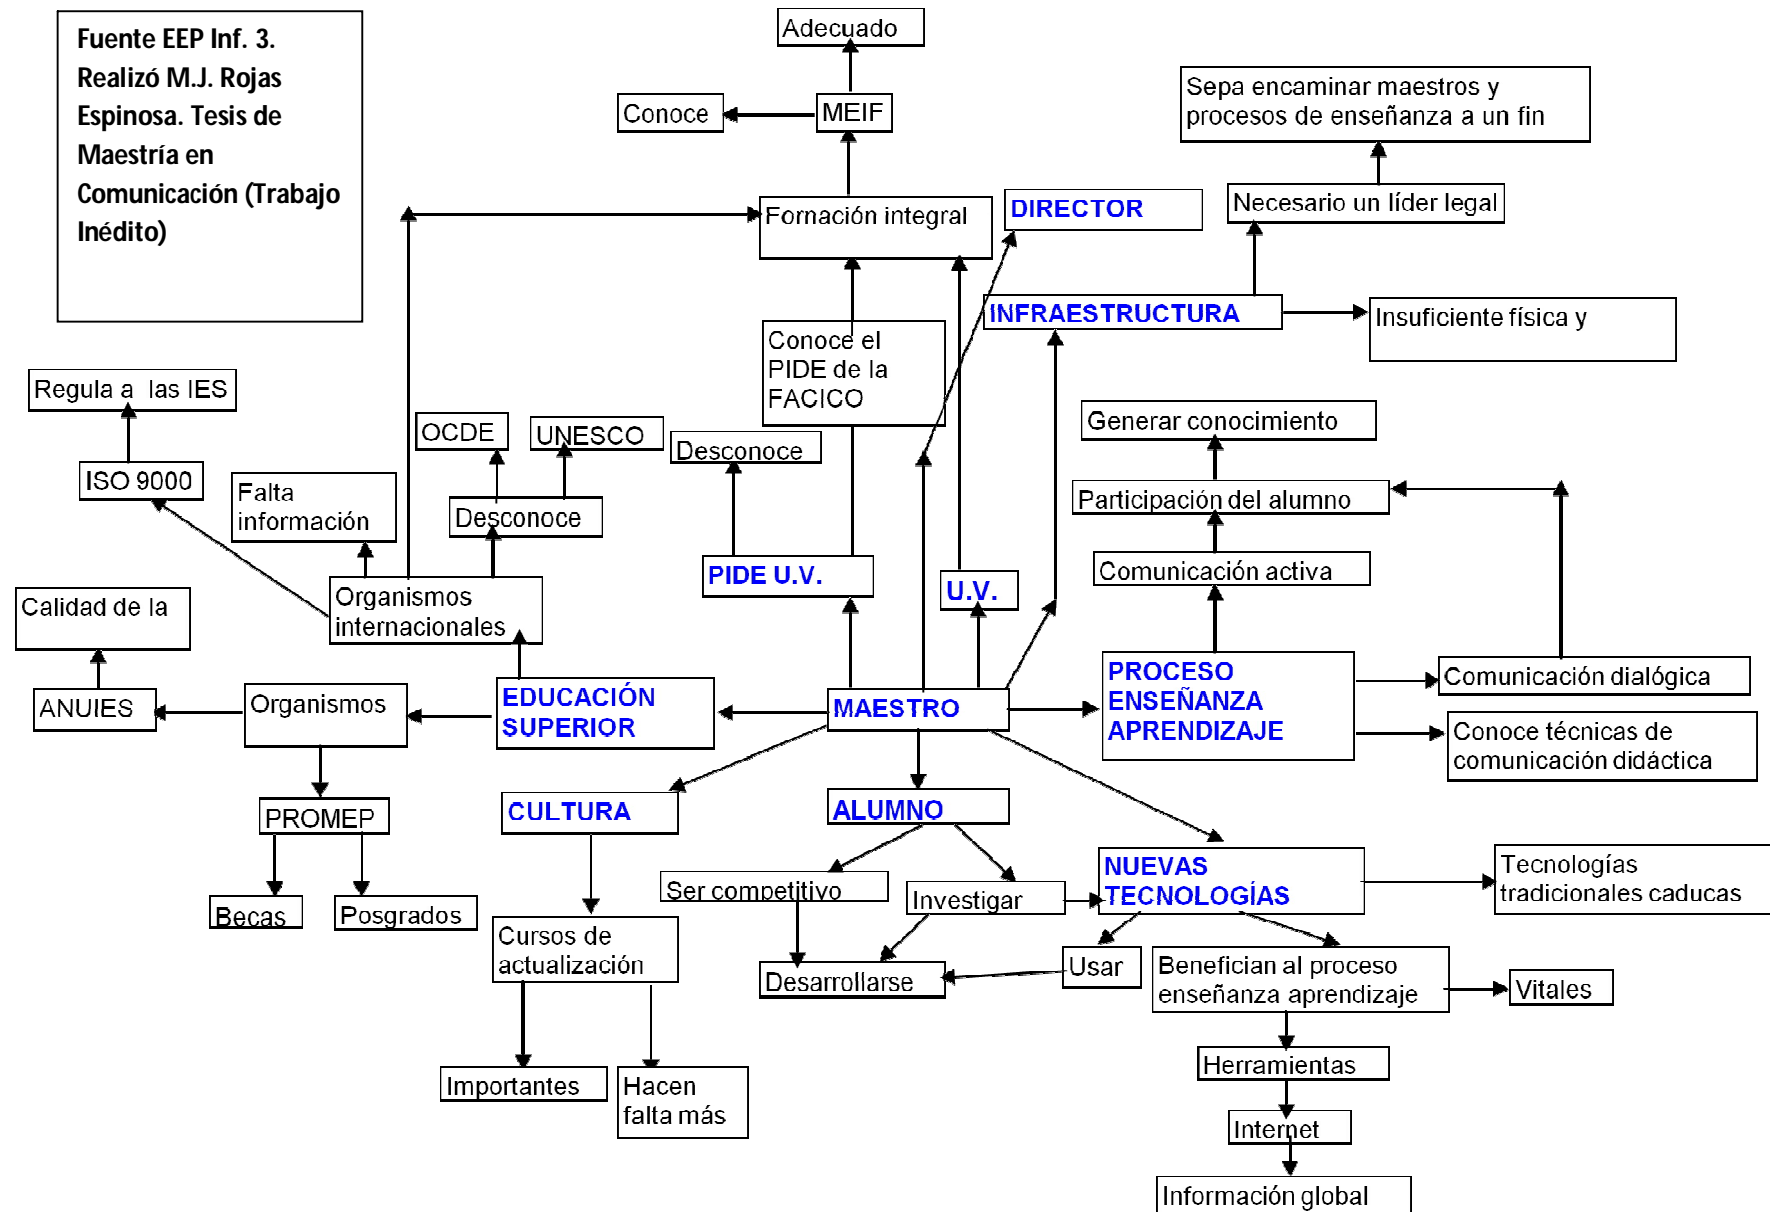 Fuente EEP Inf. 3.
Realizó M.J. Rojas
Espinosa. Tesis de
Maestría en
Comunicación (Trabajo
Inédito)
Adecuado
Conoce
MEIF
Sepa encaminar maestros y
procesos de enseñanza a un fin
Fornación integral
DIRECTOR
Necesario un líder legal
INFRAESTRUCTURA
Insuficiente física y
Conoce el
PIDE de la
FACICO
Regula a las IES
OCDE
UNESCO
Desconoce
Generar conocimiento
ISO 9000
Falta
información
Desconoce
Participación del alumno
PIDE U.V.
U.V.
Comunicación activa
Calidad de la
Organismos
internacionales
ANUIES
Organismos
EDUCACIÓN
SUPERIOR
MAESTRO
PROCESO
ENSEÑANZA
APRENDIZAJE
Comunicación dialógica
Conoce técnicas de
comunicación didáctica
PROMEP
CULTURA
ALUMNO
Becas
Posgrados
Ser competitivo
Investigar
NUEVAS
TECNOLOGÍAS
Tecnologías
tradicionales caducas
Cursos de
actualización
Desarrollarse
Usar
Benefician al proceso
enseñanza aprendizaje
Vitales
Importantes
Hacen
falta más
Herramientas
Internet
Información global